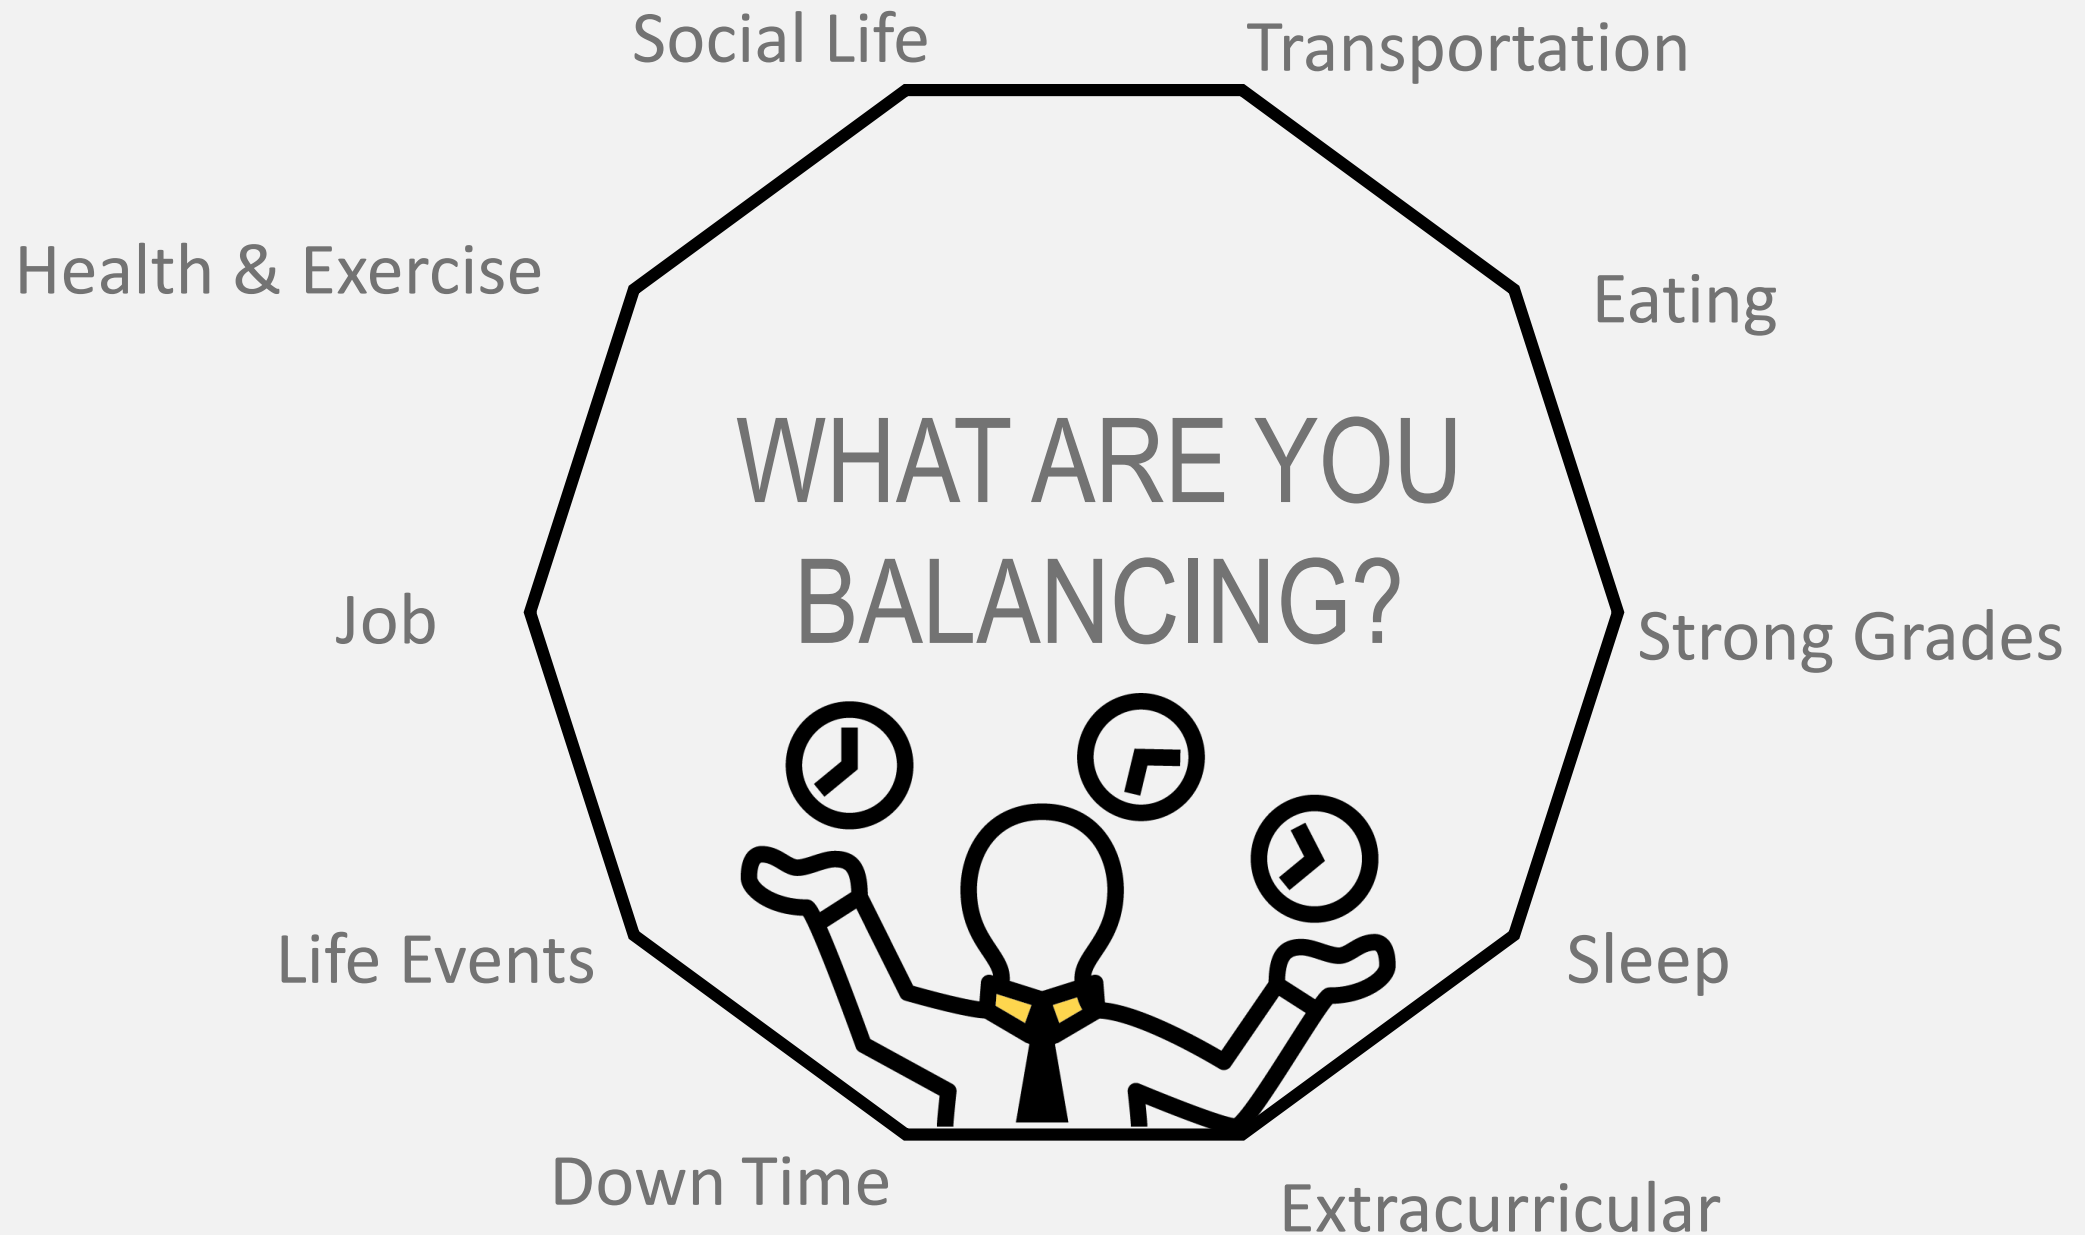 Social Life
Transportation
Health & Exercise
Eating
WHAT ARE YOU
BALANCING?
Job
Strong Grades
Life Events
Sleep
Down Time
Extracurricular